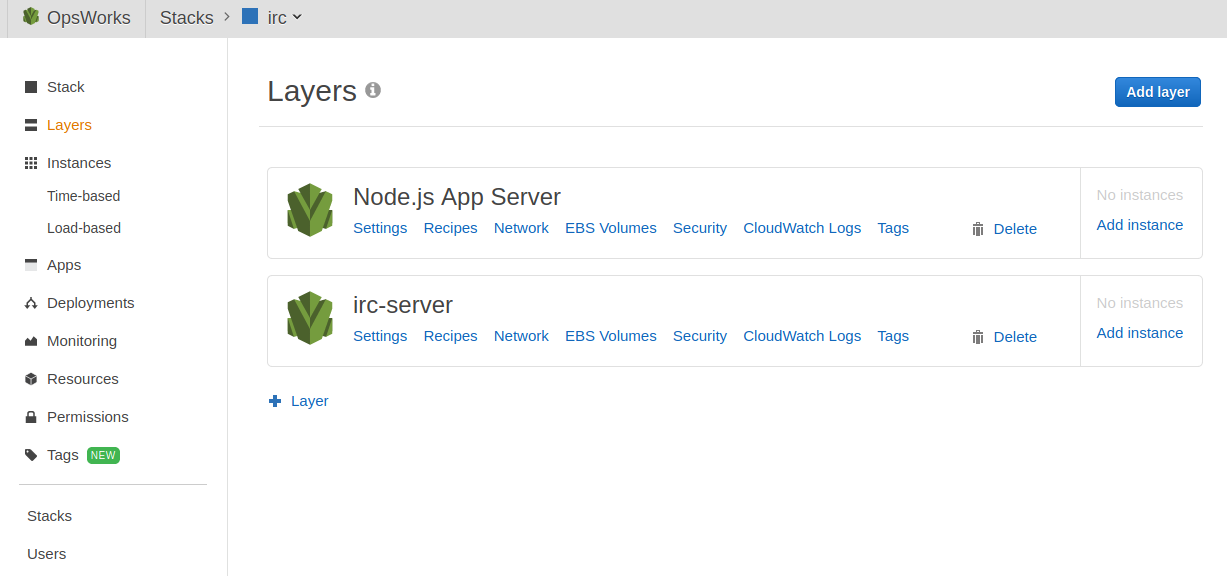 OpsWorks Stacks irc
Stack
Layers
Instances
Time-based
Load-based
Apps
Deployments
Monitoring
Resources
Permissions
Tags NEW
Stacks
Users
Layers
Add layer
Node.js App Server
Settings Recipes Network EBS Volumes Security CloudWatch Logs Tags Delete
No instances
Add instance
irc-server
Settings Recipes Network EBS Volumes Security CloudWatch Logs Tags Delete
No instances
Add instance
Layer